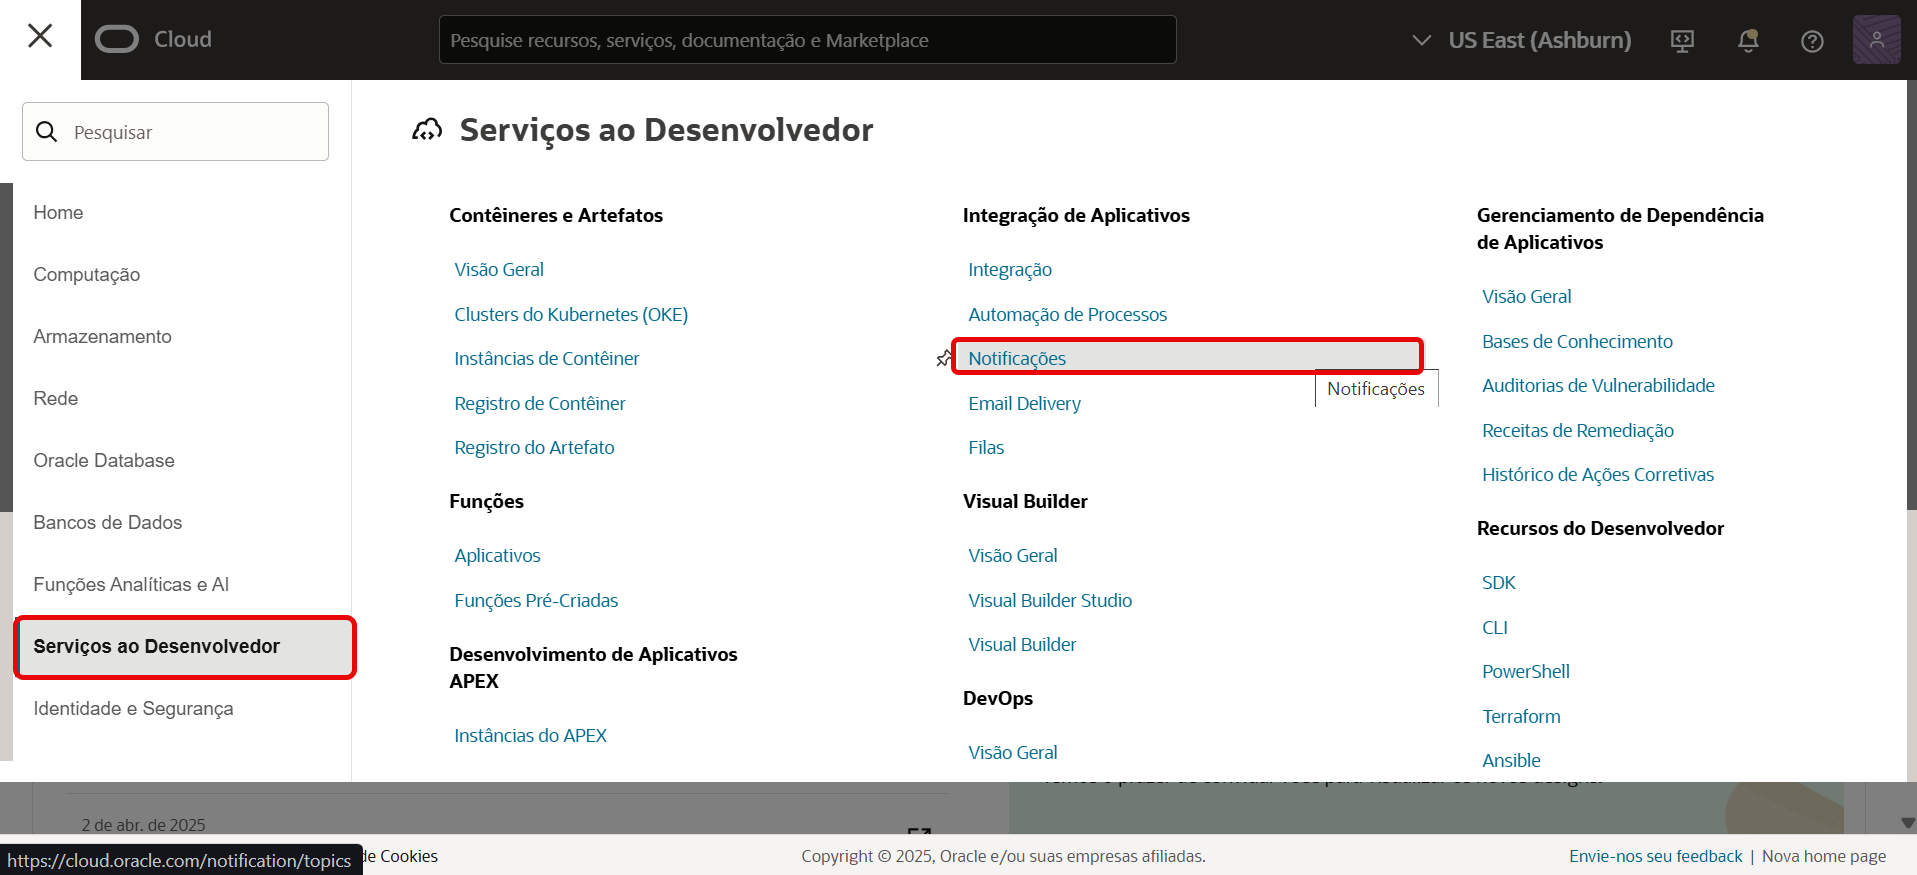 Cloud
Pesquise recursos, serviços, documentação e Marketplace
US East (Ashburn)
Pesquisar
Home
Computação
Armazenamento
Rede
Oracle Database
Bancos de Dados
Funções Analíticas e AI
Serviços ao Desenvolvedor
Identidade e Segurança
Serviços ao Desenvolvedor
Contêineres e Artefatos
Visão Geral
Clusters do Kubernetes (OKE)
Instâncias de Contêiner
Registro de Contêiner
Registro do Artefato
Funções
Aplicativos
Funções Pré-Criadas
Desenvolvimento de Aplicativos
APEX
Instâncias do APEX
Integração de Aplicativos
Integração
Automação de Processos
Notificações
Notificações
Email Delivery
Filas
Visual Builder
Visão Geral
Visual Builder Studio
Visual Builder
DevOps
Visão Geral
Gerenciamento de Dependência
de Aplicativos
Visão Geral
Bases de Conhecimento
Auditorias de Vulnerabilidade
Receitas de Remediação
Histórico de Ações Corretivas
Recursos do Desenvolvedor
SDK
CLI
PowerShell
Terraform
Ansible
2 de abr. de 2025
https://cloud.oracle.com/notification/topics
de Cookies
Copyright © 2025, Oracle e/ou suas empresas afiliadas.
Envie-nos seu feedback | Nova home page